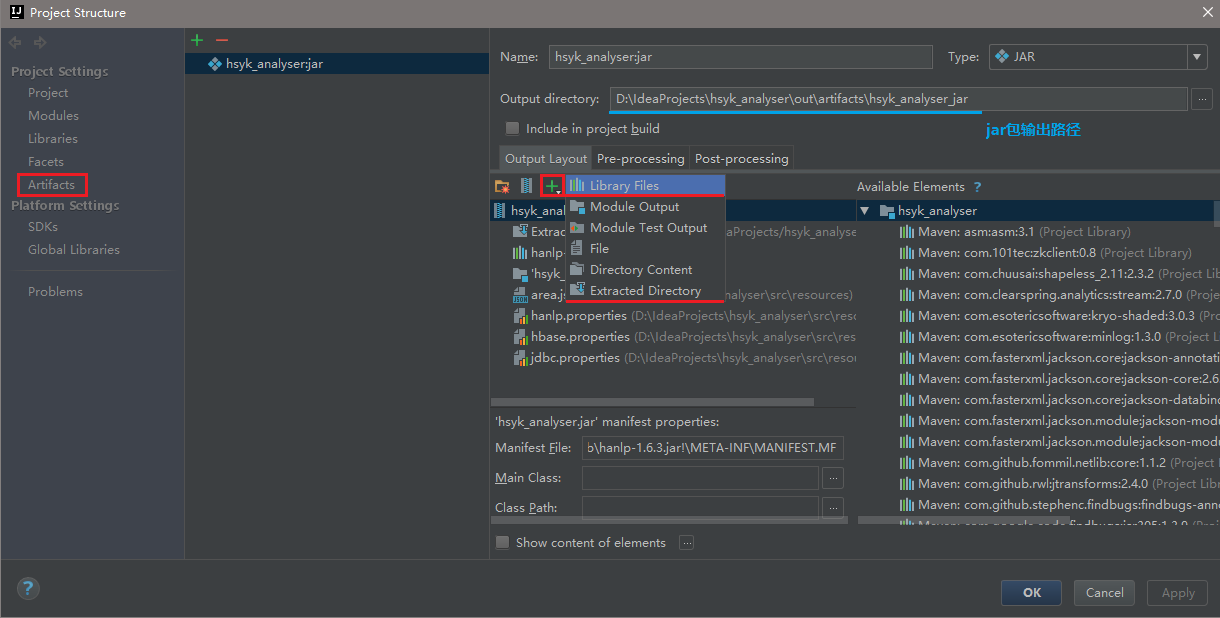 Project Structure
Project Settings
Project
Modules
Libraries
Facets
Artifacts
Platform Settings
SDKs
Global Libraries
Problems
hsyk_analyser:jar
Name: hsyk_analyser:jar Type: JAR
Output directory: D:\IdeaProjects\hsyk_analyser\out\artifacts\hsyk_analyser_jar ...
Include in project build jar包输出路径
Output Layout Pre-processing Post-processing
Library Files
Module Output
Module Test Output
File
Directory Content
Extracted Directory
hsyk_anal
Extrac aProjects/hsyk_analyse
hanlp-
'hsyk_
area.js nalyser\src\resources)
hanlp.properties (D:\IdeaProjects\hsyk_analyser\src\reso
hbase.properties (D:\IdeaProjects\hsyk_analyser\src\res
jdbc.properties (D:\IdeaProjects\hsyk_analyser\src\resou
'hsyk_analyser.jar' manifest properties:
Manifest File: b\hanlp-1.6.3.jar!\META-INF\MANIFEST.MF
Main Class: ...
Class Path: ...
Show content of elements ...
Available Elements ?
hsyk_analyser
Maven: asm:asm:3.1 (Project Library)
Maven: com.101tec:zkclient:0.8 (Project Library)
Maven: com.chuusai:shapeless_2.11:2.3.2 (Project Lib
Maven: com.clearspring.analytics:stream:2.7.0 (Proje
Maven: com.esotericsoftware:kryo-shaded:3.0.3 (Proj
Maven: com.esotericsoftware:minlog:1.3.0 (Project L
Maven: com.fasterxml.jackson.core:jackson-annotati
Maven: com.fasterxml.jackson.core:jackson-core:2.6
Maven: com.fasterxml.jackson.core:jackson-databind
Maven: com.fasterxml.jackson.module:jackson-modu
Maven: com.fasterxml.jackson.module:jackson-modu
Maven: com.github.fommil.netlib:core:1.1.2 (Project
Maven: com.github.rwl:jtransforms:2.4.0 (Project Libr
Maven: com.github.stephenc.findbugs:findbugs-anno
?
OK Cancel Apply